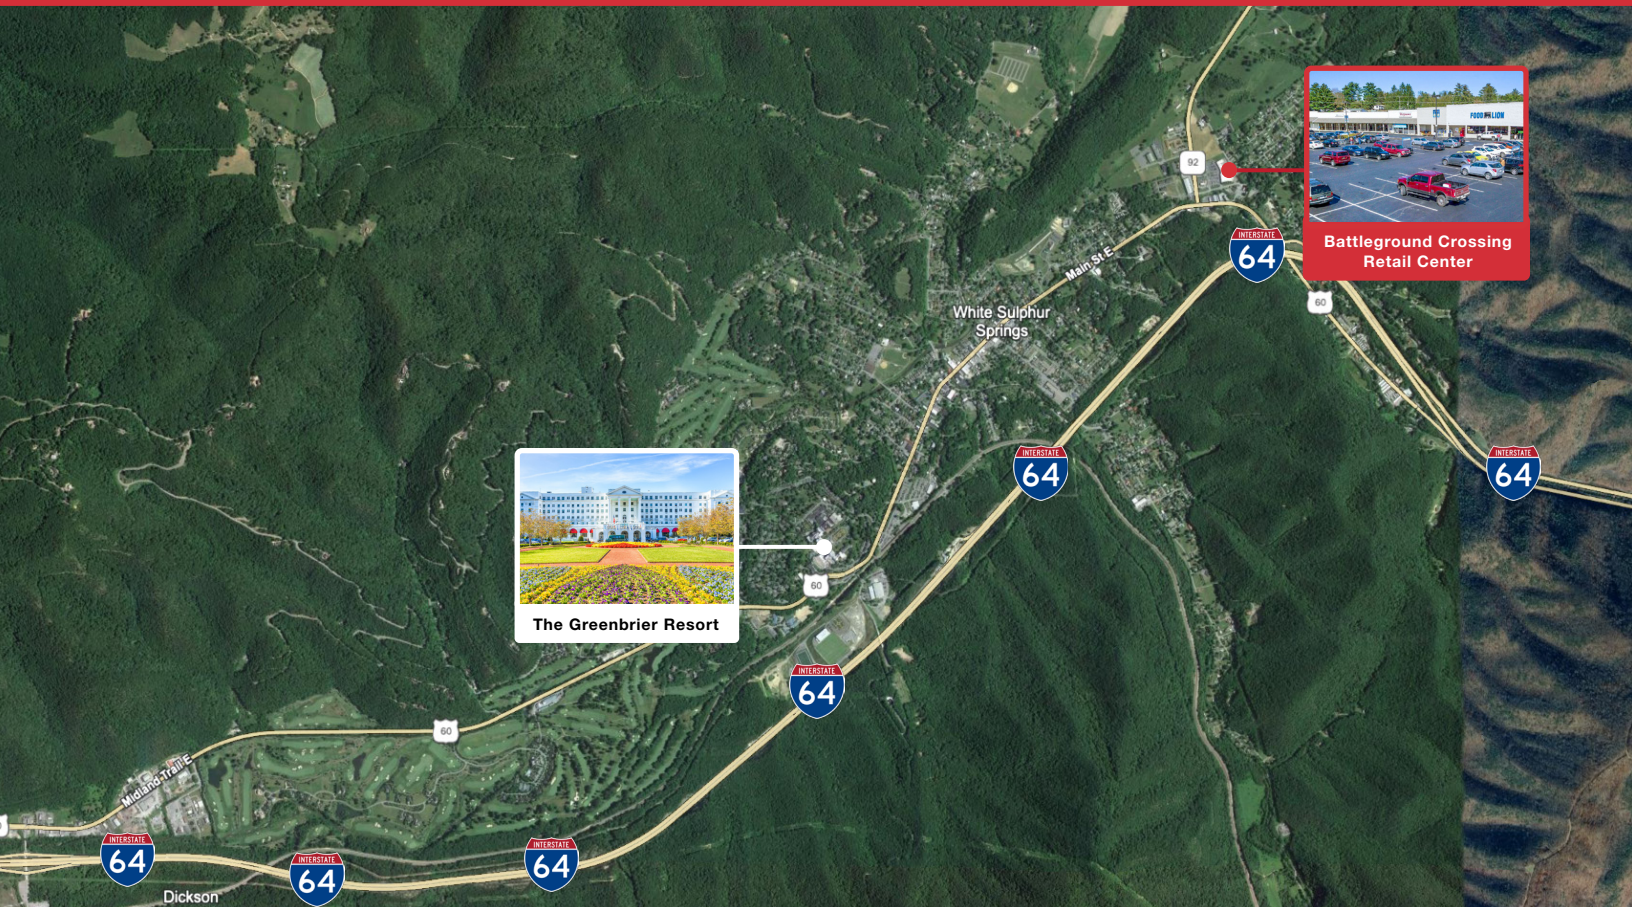 92
FOOD LION
Battleground Crossing
Retail Center
INTERSTATE
64
Main St E
60
White Sulphur
Springs
INTERSTATE
64
INTERSTATE
64
The Greenbrier Resort
60
INTERSTATE
64
60
Midland Trail E
INTERSTATE
64
INTERSTATE
64
INTERSTATE
64
Dickson